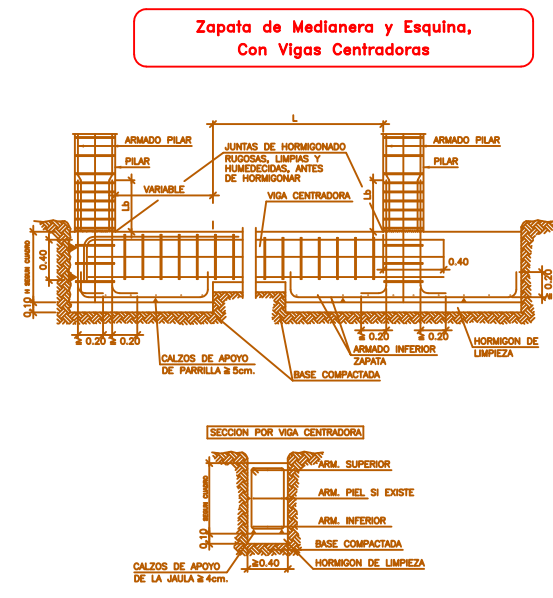 Zapata de Medianera y Esquina,
Con Vigas Centradoras
L
ARMADO PILAR
JUNTAS DE HORMIGONADO
ARMADO PILAR
PILAR
RUGOSAS, LIMPIAS Y
HUMEDECIDAS, ANTES
DE HORMIGONAR
PILAR
VARIABLE
Lb
VIGA CENTRADORA
Lb
0.40
H SEGUN CUADRO
0.10
0.40
≥ 0.20
≥ 0.20
≥ 0.20
≥ 0.20
≥ 0.20
HORMIGON DE
LIMPIEZA
ARMADO INFERIOR
ZAPATA
CALZOS DE APOYO
DE PARRILLA ≥ 5cm.
BASE COMPACTADA
SECCION POR VIGA CENTRADORA
ARM. SUPERIOR
SEGUN CUADRO
ARM. PIEL SI EXISTE
ARM. INFERIOR
0.10
BASE COMPACTADA
CALZOS DE APOYO
DE LA JAULA ≥ 4cm.
≥0.40
HORMIGON DE LIMPIEZA